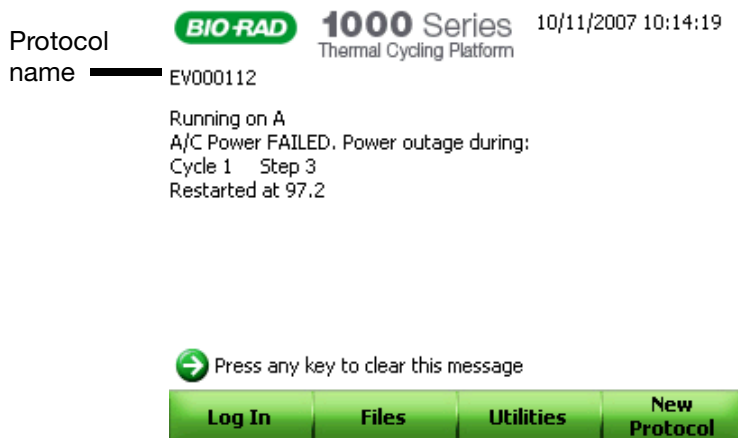 BIO-RAD
1000 Series
Thermal Cycling Platform
10/11/2007 10:14:19
Protocol
name
EV000112
Running on A
A/C Power FAILED. Power outage during:
Cycle 1 Step 3
Restarted at 97.2
Press any key to clear this message
Log In
Files
Utilities
New
Protocol